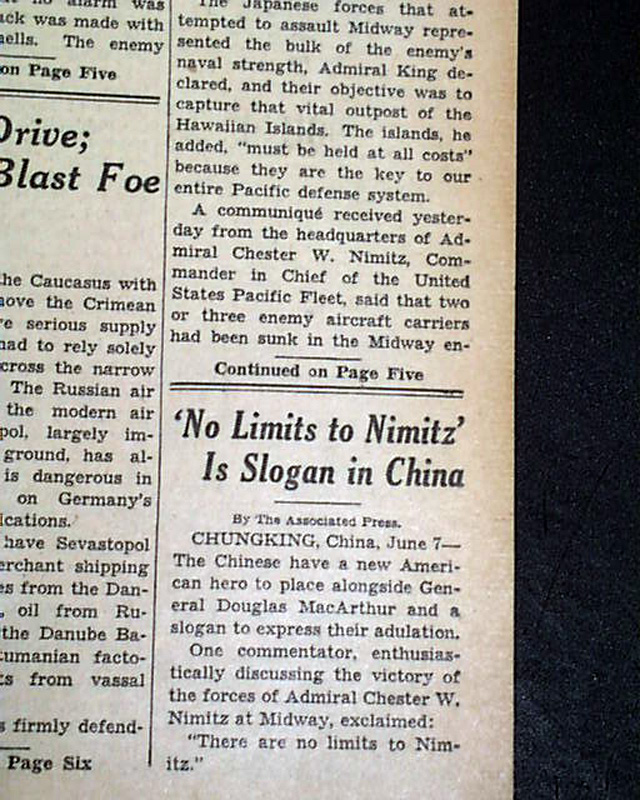 no alarm was
ack was made with
ells. The enemy
on Page Five
Drive;
Blast Foe
the Caucasus with
ove the Crimean
e serious supply
had to rely solely
cross the narrow
The Russian air
the modern air
pol, largely im-
ground, has al-
is dangerous in
on Germany's
ications.
have Sevastopol
erchant shipping
es from the Dan-
, oil from Ru-
the Danube Ba-
umanian facto-
ts from vassal
s firmly defend-
Page Six
The Japanese forces that at-
tempted to assault Midway repre-
sented the bulk of the enemy's
naval strength, Admiral King de-
clared, and their objective was to
capture that vital outpost of the
Hawaiian Islands. The islands, he
added, "must be held at all costs"
because they are the key to our
entire Pacific defense system.
A communiqué received yester-
day from the headquarters of Ad-
miral Chester W. Nimitz, Com-
mander in Chief of the United
States Pacific Fleet, said that two
or three enemy aircraft carriers
had been sunk in the Midway en-
Continued on Page Five
'No Limits to Nimitz'
Is Slogan in China
By The Associated Press.
CHUNGKING, China, June 7—
The Chinese have a new Ameri-
can hero to place alongside Gen-
eral Douglas MacArthur and a
slogan to express their adulation.
One commentator, enthusias-
tically discussing the victory of
the forces of Admiral Chester W.
Nimitz at Midway, exclaimed:
"There are no limits to Nim-
itz."